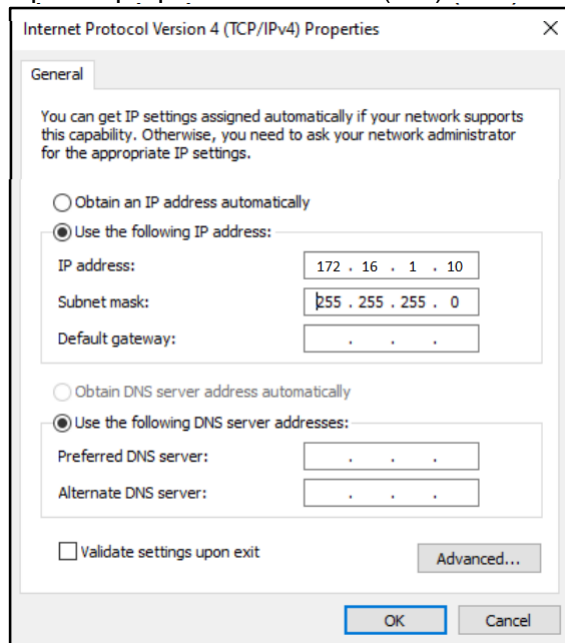 Internet Protocol Version 4 (TCP/IPv4) Properties
General
You can get IP settings assigned automatically if your network supports
this capability. Otherwise, you need to ask your network administrator
for the appropriate IP settings.
Obtain an IP address automatically
Use the following IP address:
IP address: 172 . 16 . 1 . 10
Subnet mask: 255 . 255 . 255 . 0
Default gateway: . . .
Obtain DNS server address automatically
Use the following DNS server addresses:
Preferred DNS server: . . .
Alternate DNS server: . . .
Validate settings upon exit
Advanced...
OK Cancel